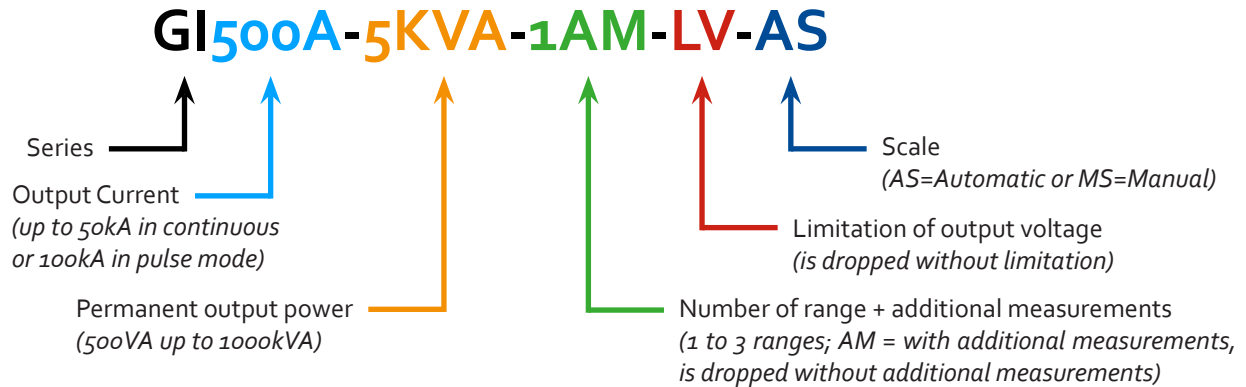 GI500A-5KVA-1AM-LV-AS
Series
Scale
(AS=Automatic or MS=Manual)
Output Current
(up to 50kA in continuous
or 100kA in pulse mode)
Limitation of output voltage
(is dropped without limitation)
Permanent output power
(500VA up to 1000kVA)
Number of range + additional measurements
(1 to 3 ranges; AM = with additional measurements,
is dropped without additional measurements)